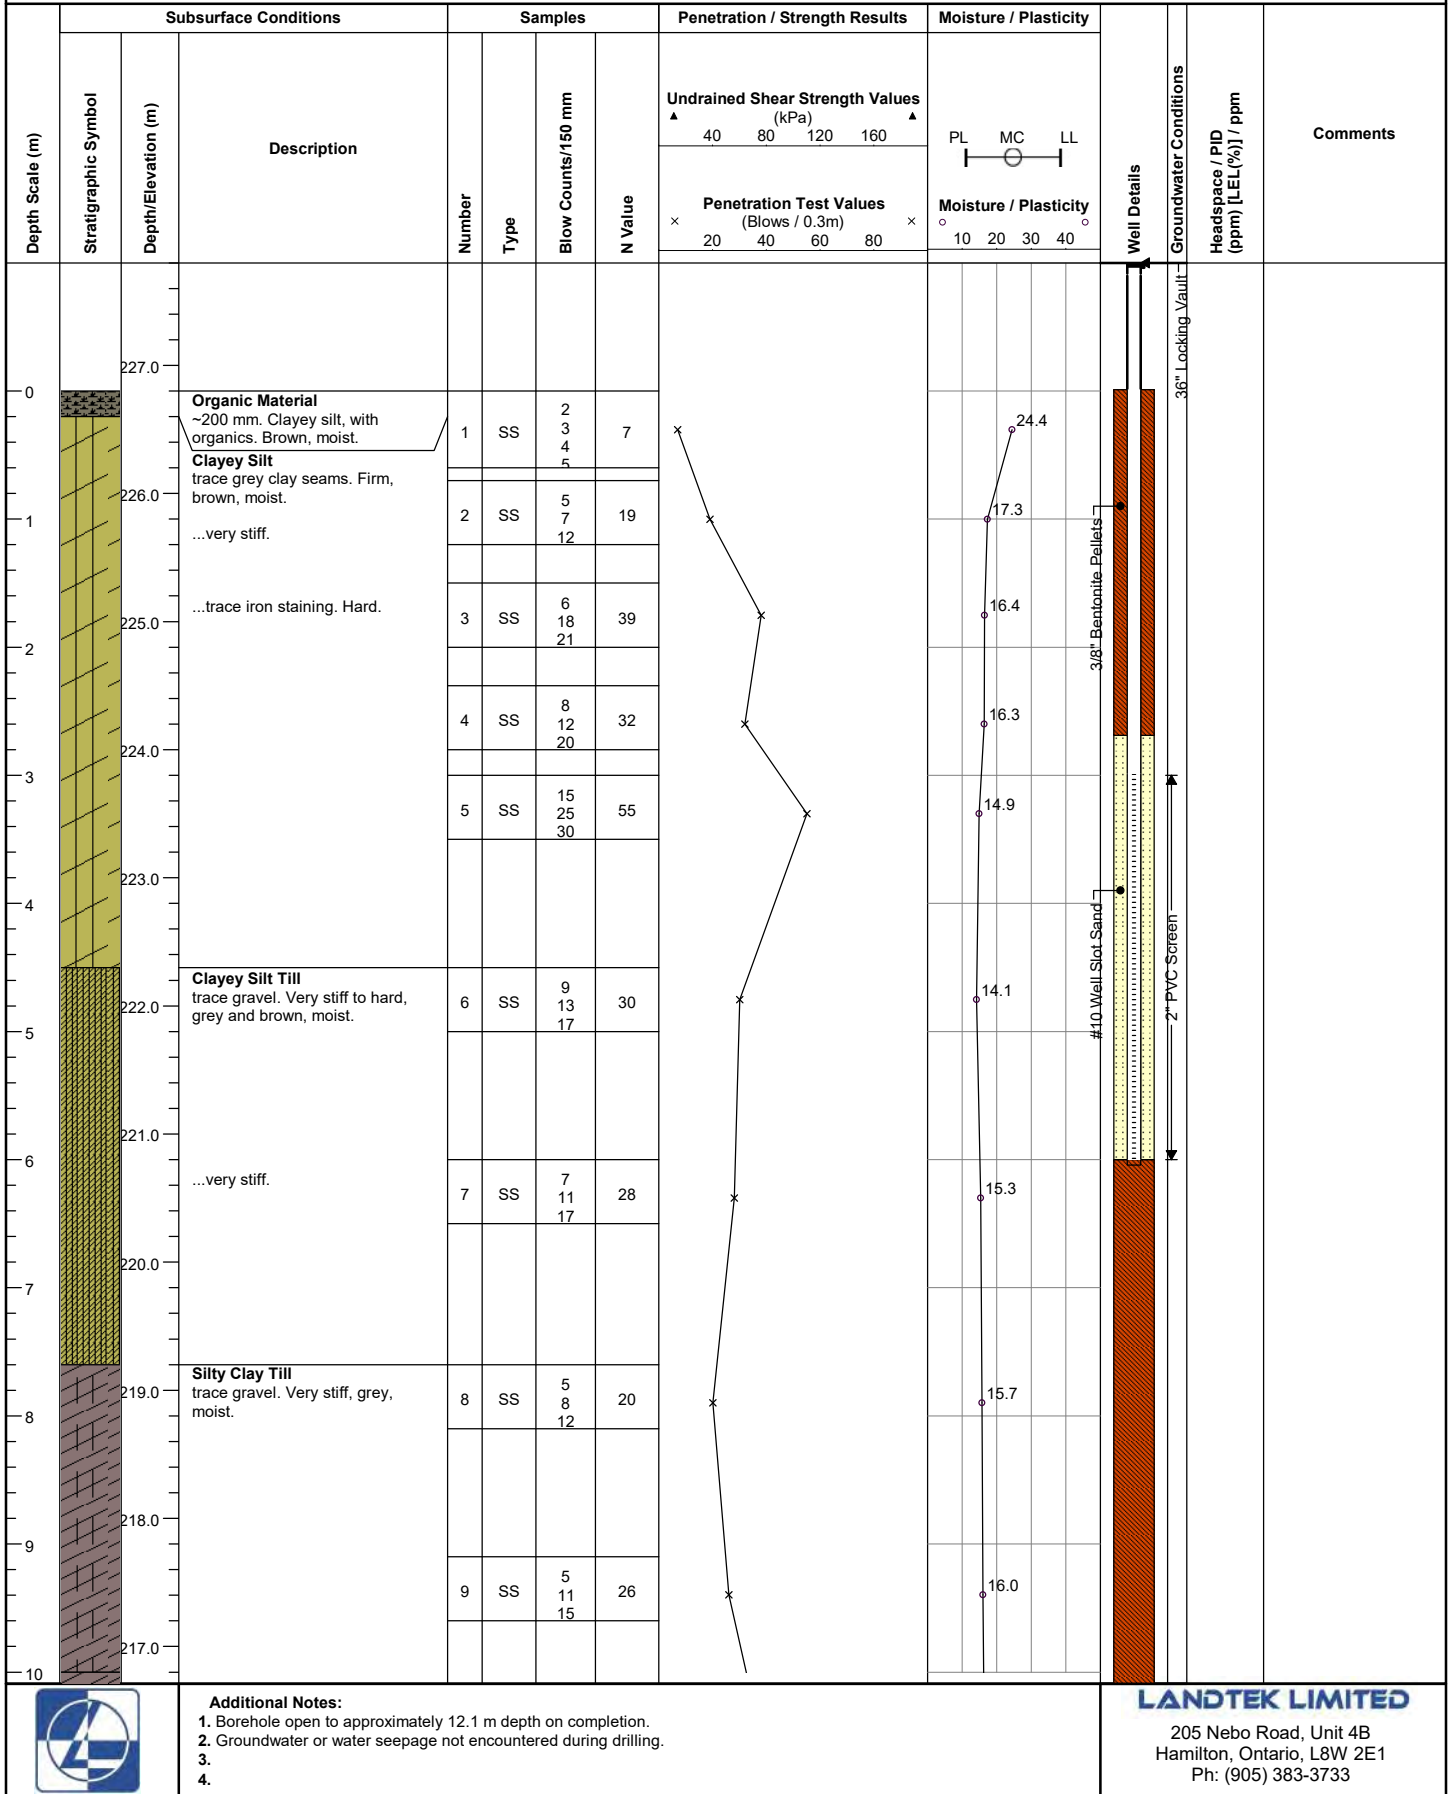 Subsurface Conditions
Samples
Penetration / Strength Results
Moisture / Plasticity
Depth Scale (m)
Stratigraphic Symbol
Depth/Elevation (m)
Description
Number
Type
Blow Counts/150 mm
N Value
Undrained Shear Strength Values
(kPa)
40 80 120 160
Penetration Test Values
(Blows / 0.3m)
20 40 60 80
PL MC LL
Moisture / Plasticity
10 20 30 40
Well Details
Groundwater Conditions
Headspace / PID
(ppm) [LEL(%)] / ppm
Comments
36" Locking Vault
227.0
0
Organic Material
~200 mm. Clayey silt, with
organics. Brown, moist.
1 SS 7
2
3
4
5
24.4
Clayey Silt
trace grey clay seams. Firm,
brown, moist.
226.0
1
...very stiff.
2 SS 19
5
7
12
17.3
3/8" Bentonite Pellets
...trace iron staining. Hard.
225.0
3 SS 39
6
18
21
16.4
2
4 SS 32
8
12
20
16.3
224.0
3
5 SS 55
15
25
30
14.9
223.0
4
#10 Well Slot Sand
2" PVC Screen
Clayey Silt Till
trace gravel. Very stiff to hard,
grey and brown, moist.
222.0
6 SS 30
9
13
17
14.1
5
221.0
6
...very stiff.
7 SS 28
7
11
17
15.3
220.0
7
Silty Clay Till
trace gravel. Very stiff, grey,
moist.
219.0
8 SS 20
5
8
12
15.7
8
218.0
9
9 SS 26
5
11
15
16.0
217.0
10
Additional Notes:
1. Borehole open to approximately 12.1 m depth on completion.
2. Groundwater or water seepage not encountered during drilling.
3.
4.
LANDTEK LIMITED
205 Nebo Road, Unit 4B
Hamilton, Ontario, L8W 2E1
Ph: (905) 383-3733